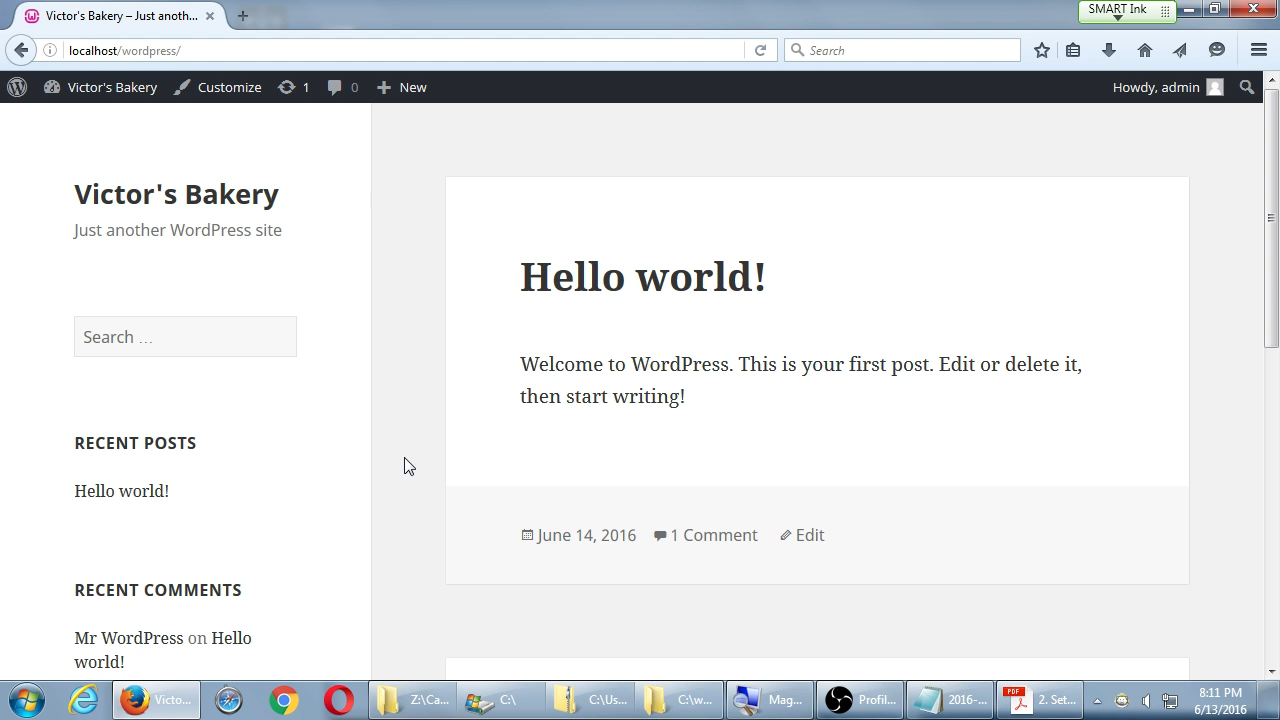 Victor's Bakery – Just anoth...
SMART Ink
localhost/wordpress/
Search
Victor's Bakery
Customize
1
0
New
Howdy, admin
Victor's Bakery
Just another WordPress site
Search …
RECENT POSTS
Hello world!
RECENT COMMENTS
Mr WordPress on Hello
world!
Hello world!
Welcome to WordPress. This is your first post. Edit or delete it,
then start writing!
June 14, 2016
1 Comment
Edit
Victo...
Z:\Ca...
C:\
C:\Us...
C:\w...
Mag...
Profil...
2016-...
PDF
2. Set...
8:11 PM
6/13/2016